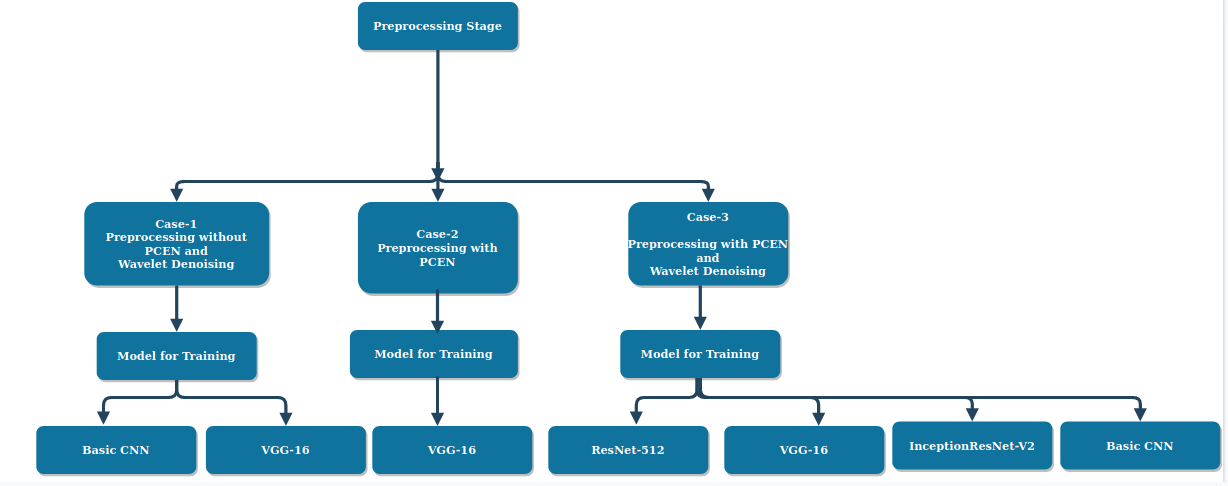 Preprocessing Stage
Case-1
Preprocessing without
PCEN and
Wavelet Denoising
Case-2
Preprocessing with
PCEN
Case-3
Preprocessing with PCEN
and
Wavelet Denoising
Model for Training
Model for Training
Model for Training
Basic CNN
VGG-16
VGG-16
ResNet-512
VGG-16
InceptionResNet-V2
Basic CNN